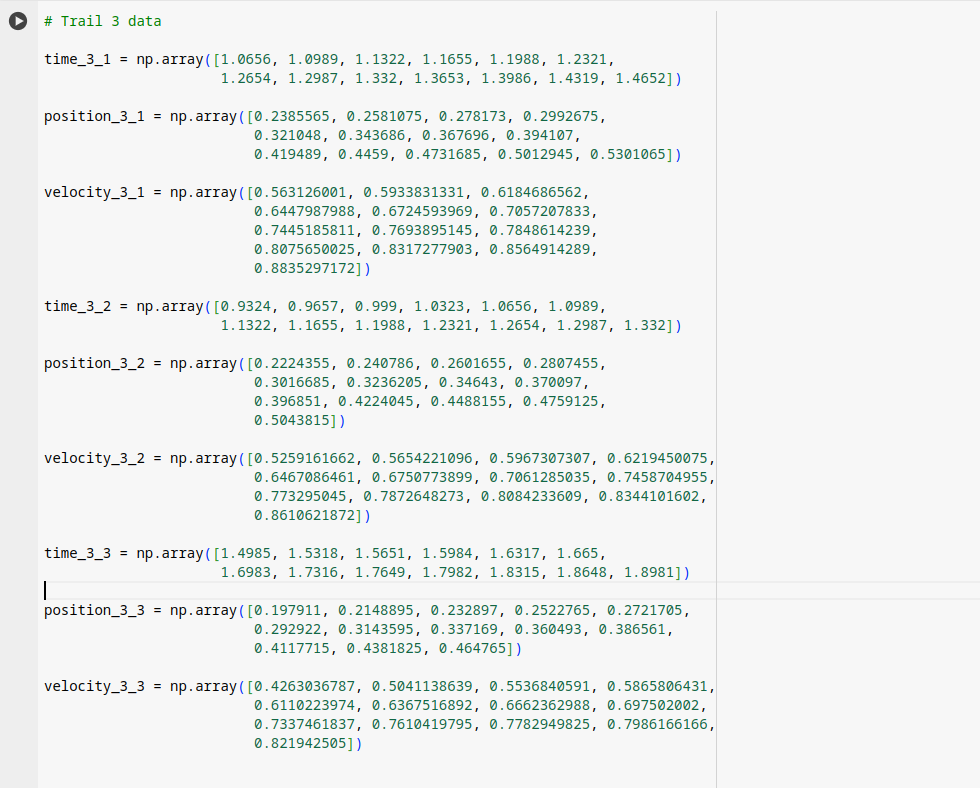 # Trail 3 data
time_3_1 = np.array([1.0656, 1.0989, 1.1322, 1.1655, 1.1988, 1.2321,
1.2654, 1.2987, 1.332, 1.3653, 1.3986, 1.4319, 1.4652])
position_3_1 = np.array([0.2385565, 0.2581075, 0.278173, 0.2992675,
0.321048, 0.343686, 0.367696, 0.394107,
0.419489, 0.4459, 0.4731685, 0.5012945, 0.5301065])
velocity_3_1 = np.array([0.563126001, 0.5933831331, 0.6184686562,
0.6447987988, 0.6724593969, 0.7057207833,
0.7445185811, 0.7693895145, 0.7848614239,
0.8075650025, 0.8317277903, 0.8564914289,
0.8835297172])
time_3_2 = np.array([0.9324, 0.9657, 0.999, 1.0323, 1.0656, 1.0989,
1.1322, 1.1655, 1.1988, 1.2321, 1.2654, 1.2987, 1.332])
position_3_2 = np.array([0.2224355, 0.240786, 0.2601655, 0.2807455,
0.3016685, 0.3236205, 0.34643, 0.370097,
0.396851, 0.4224045, 0.4488155, 0.4759125,
0.5043815])
velocity_3_2 = np.array([0.5259161662, 0.5654221096, 0.5967307307, 0.6219450075,
0.6467086461, 0.6750773899, 0.7061285035, 0.7458704955,
0.773295045, 0.7872648273, 0.8084233609, 0.8344101602,
0.8610621872])
time_3_3 = np.array([1.4985, 1.5318, 1.5651, 1.5984, 1.6317, 1.665,
1.6983, 1.7316, 1.7649, 1.7982, 1.8315, 1.8648, 1.8981])
position_3_3 = np.array([0.197911, 0.2148895, 0.232897, 0.2522765, 0.2721705,
0.292922, 0.3143595, 0.337169, 0.360493, 0.386561,
0.4117715, 0.4381825, 0.464765])
velocity_3_3 = np.array([0.4263036787, 0.5041138639, 0.5536840591, 0.5865806431,
0.6110223974, 0.6367516892, 0.6662362988, 0.697502002,
0.7337461837, 0.7610419795, 0.7782949825, 0.7986166166,
0.821942505])